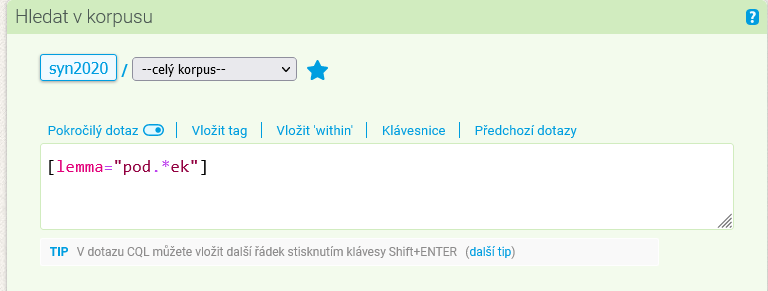 Hledat v korpusu ?
syn2020 / --celý korpus--
Pokročilý dotaz | Vložit tag | Vložit 'within' | Klávesnice | Předchozí dotazy
[lemma="pod.*ek"]
TIP V dotazu CQL můžete vložit další řádek stisknutím klávesy Shift+ENTER (další tip)